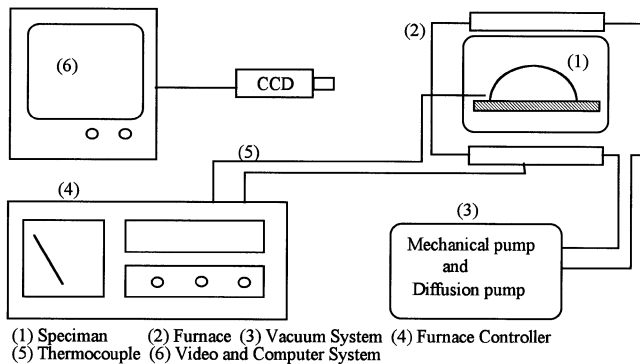 (2)
(1)
(6)
CCD
(5)
(4)
(3)
Mechanical pump
and
Diffusion pump
(1) Speciman (2) Furnace (3) Vacuum System (4) Furnace Controller
(5) Thermocouple (6) Video and Computer System